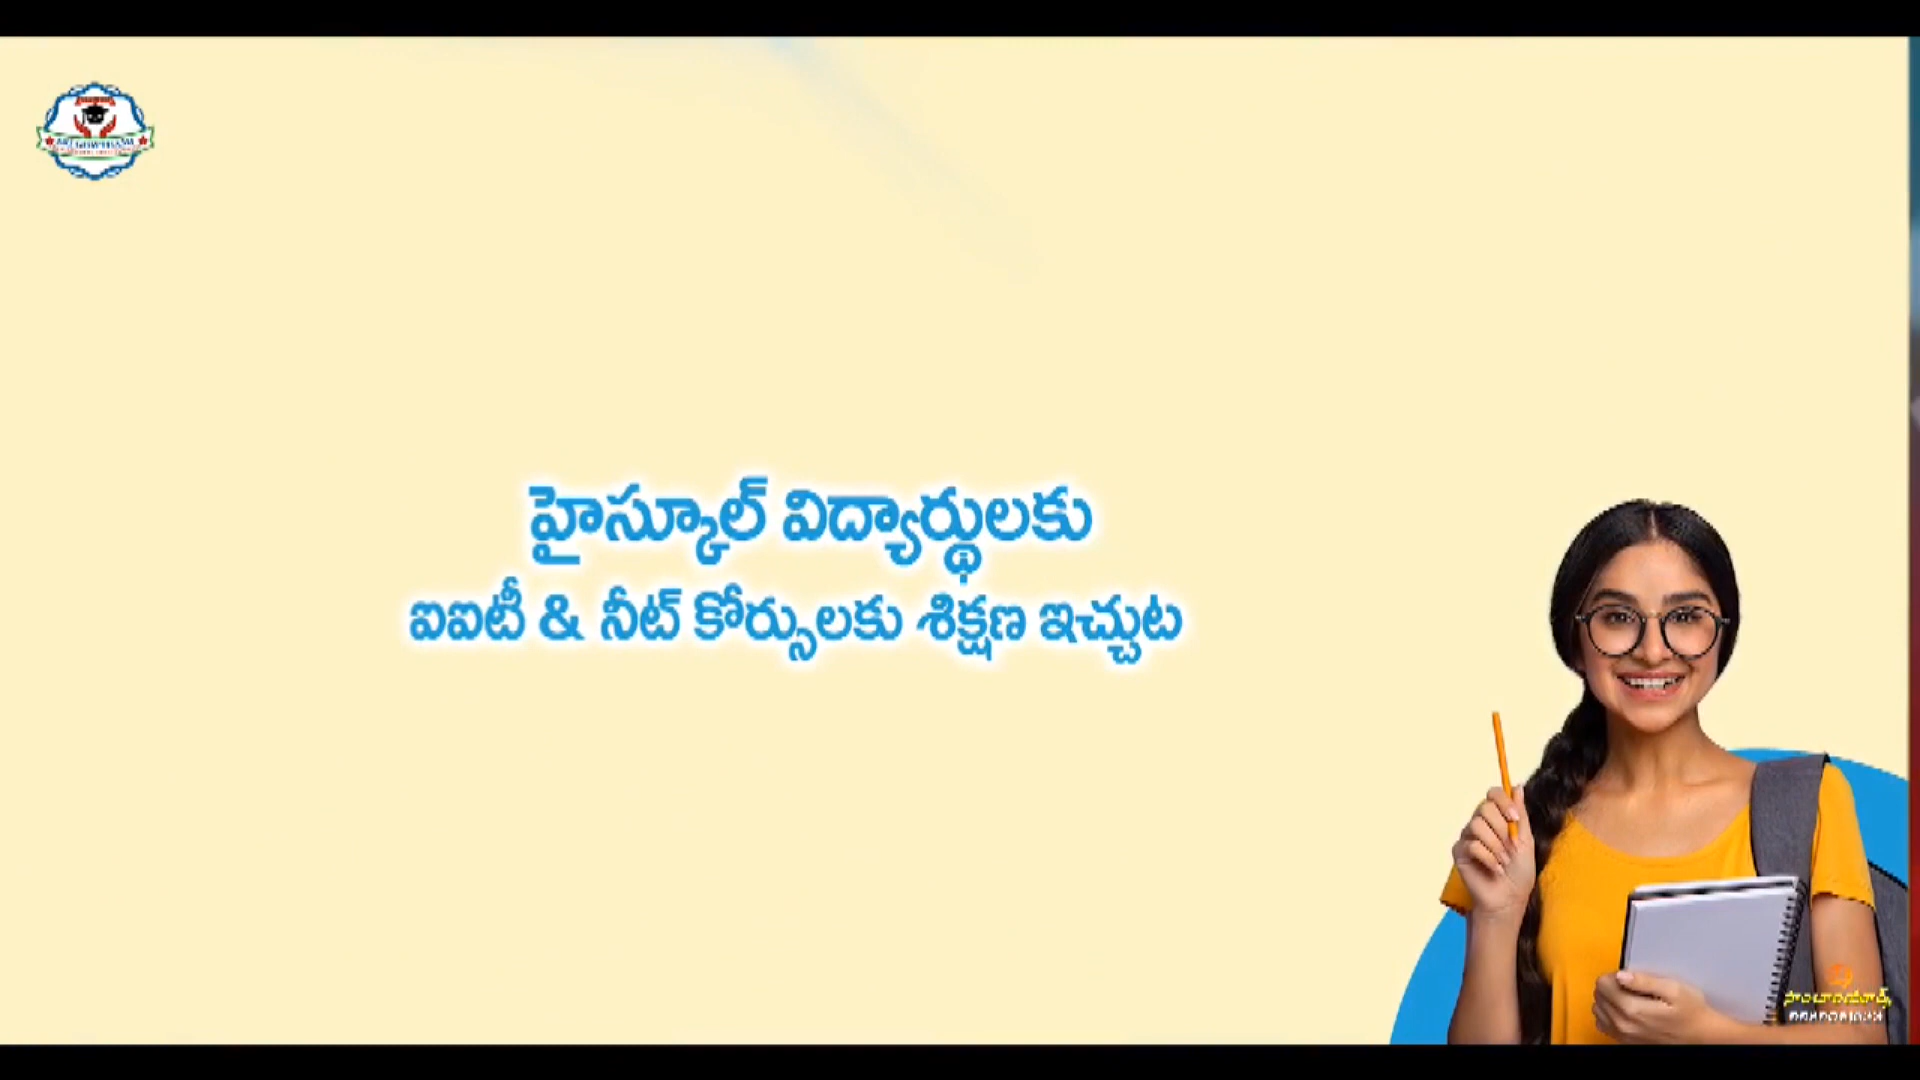 హైస్కూల్ విద్యార్థులకు
ఐఐటీ & నీట్ కోర్సులకు శిక్షణ ఇచ్చుట